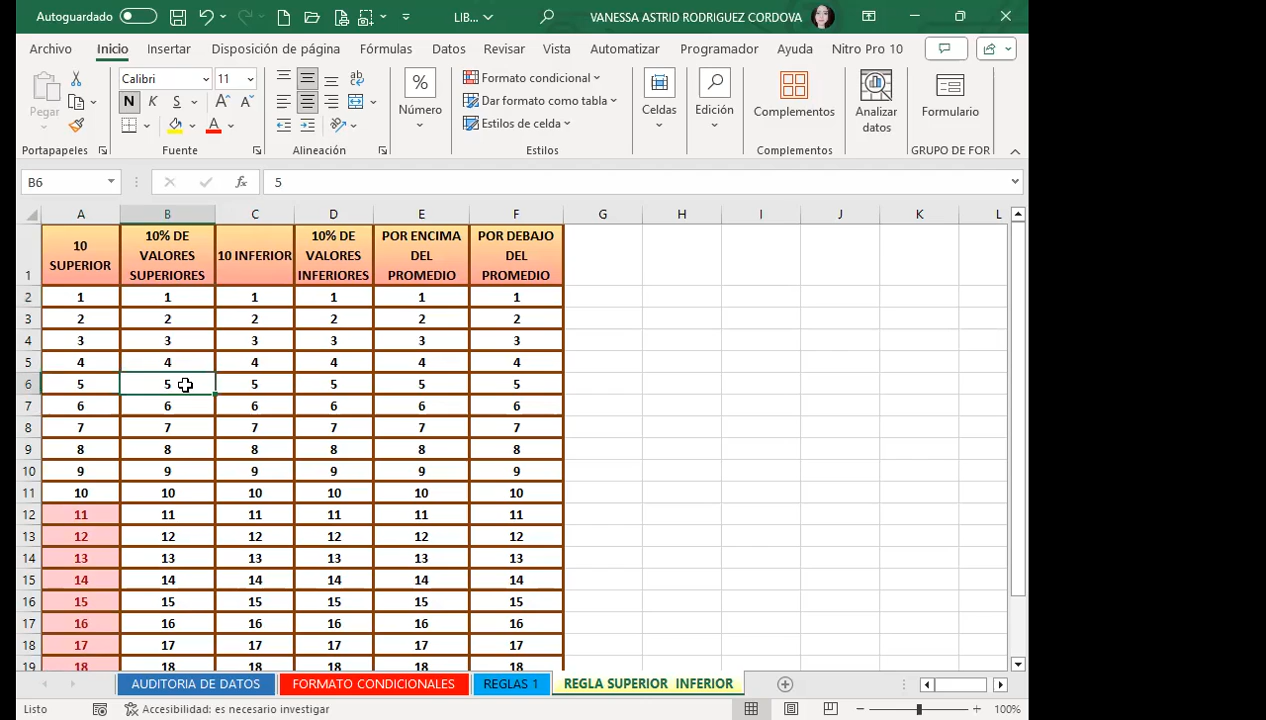 Autoguardado LIB... VANESSA ASTRID RODRIGUEZ CORDOVA
Archivo Inicio Insertar Disposición de página Fórmulas Datos Revisar Vista Automatizar Programador Ayuda Nitro Pro 10
Pegar
Calibri 11
N K S
Número
Formato condicional
Dar formato como tabla
Estilos de celda
Celdas
Edición
Complementos
Analizar
datos
Formulario
Portapapeles Fuente Alineación Estilos Complementos GRUPO DE FOR
B6 fx 5
A B C D E F G H I J K L
1 10 SUPERIOR 10% DE VALORES SUPERIORES 10 INFERIOR 10% DE VALORES INFERIORES POR ENCIMA DEL PROMEDIO POR DEBAJO DEL PROMEDIO
2 1 1 1 1 1 1
3 2 2 2 2 2 2
4 3 3 3 3 3 3
5 4 4 4 4 4 4
6 5 5 5 5 5 5
7 6 6 6 6 6 6
8 7 7 7 7 7 7
9 8 8 8 8 8 8
10 9 9 9 9 9 9
11 10 10 10 10 10 10
12 11 11 11 11 11 11
13 12 12 12 12 12 12
14 13 13 13 13 13 13
15 14 14 14 14 14 14
16 15 15 15 15 15 15
17 16 16 16 16 16 16
18 17 17 17 17 17 17
19 18 18 18 18 18 18
AUDITORIA DE DATOS FORMATO CONDICIONALES REGLAS 1 REGLA SUPERIOR INFERIOR
Listo Accesibilidad: es necesario investigar 100%